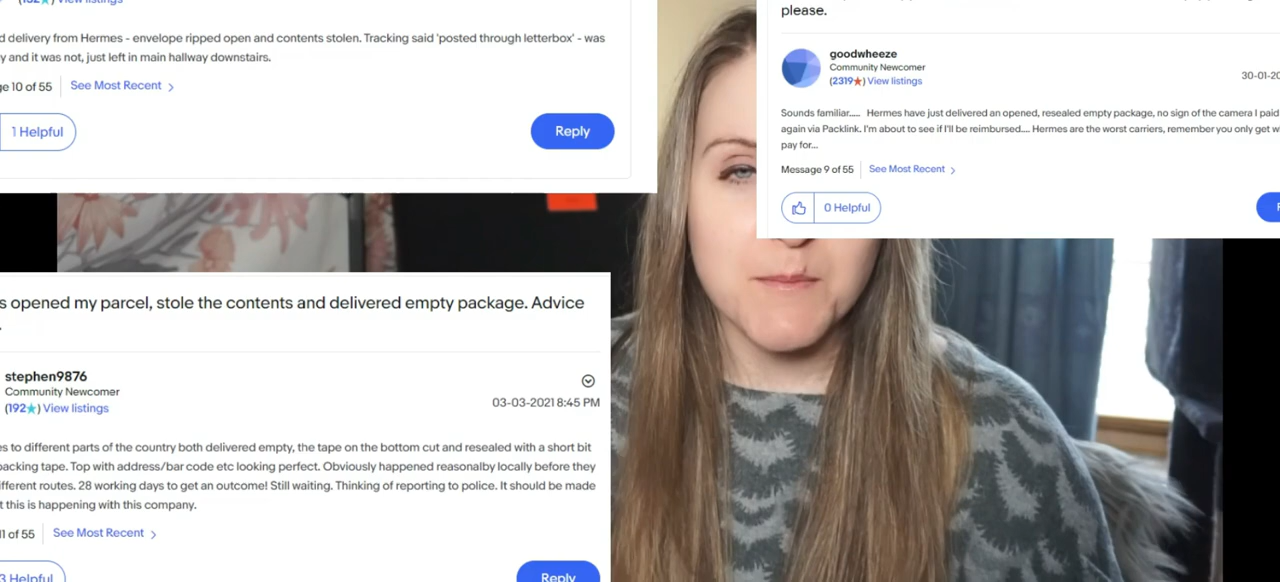 View listings
delivery from Hermes - envelope ripped open and contents stolen. Tracking said 'posted through letterbox' - was
and it was not, just left in main hallway downstairs.
10 of 55 See Most Recent
1 Helpful
Reply
please.
goodwheeze
Community Newcomer
(2319★) View listings
30-01-20
Sounds familiar..... Hermes have just delivered an opened, resealed empty package, no sign of the camera I paid
again via Packlink. I'm about to see if I'll be reimbursed.... Hermes are the worst carriers, remember you only get
pay for...
Message 9 of 55 See Most Recent
0 Helpful
opened my parcel, stole the contents and delivered empty package. Advice
stephen9876
Community Newcomer
(192★) View listings
03-03-2021 8:45 PM
to different parts of the country both delivered empty, the tape on the bottom cut and resealed with a short bit
packing tape. Top with address/bar code etc looking perfect. Obviously happened reasonalby locally before they
different routes. 28 working days to get an outcome! Still waiting. Thinking of reporting to police. It should be made
this is happening with this company.
11 of 55 See Most Recent
3 Helpful
Reply